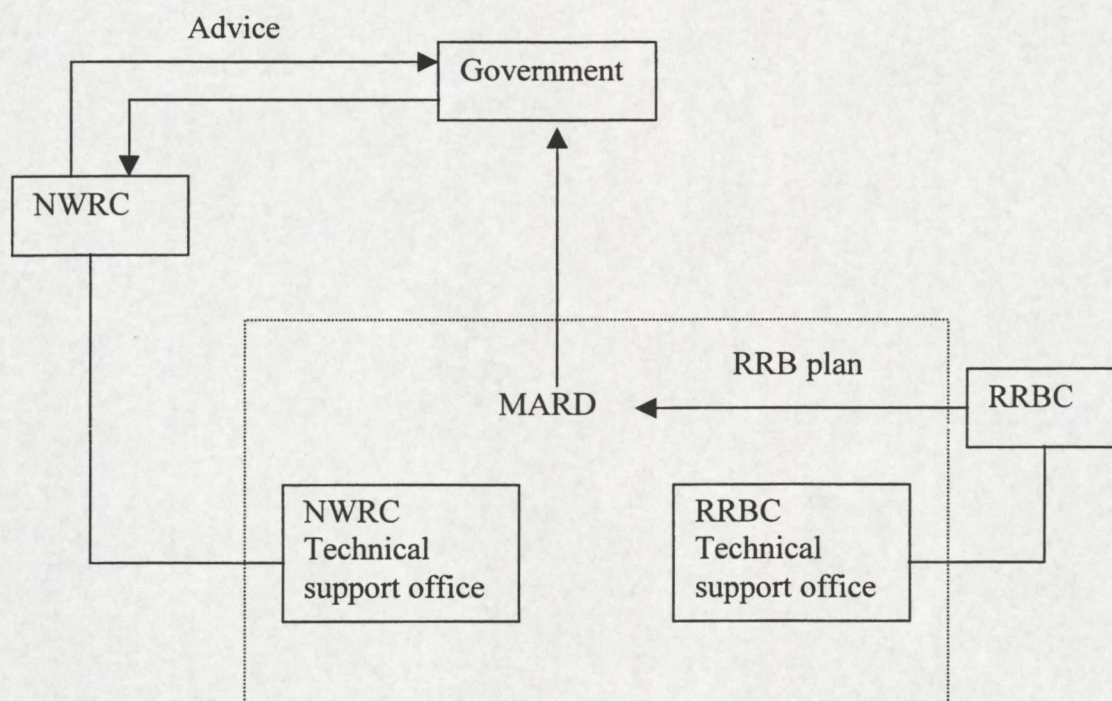 Advice
Government
NWRC
RRB plan
MARD
RRBC
NWRC
Technical
support office
RRBC
Technical
support office